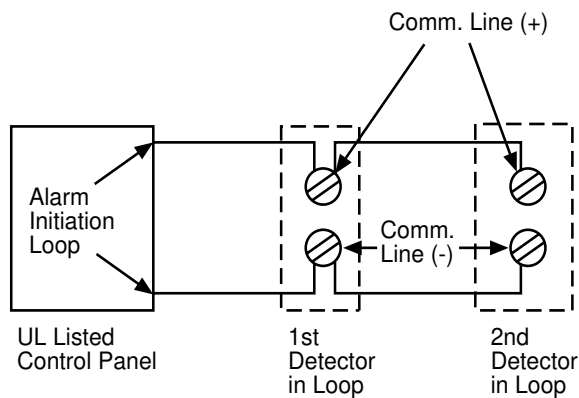 Comm. Line (+)
Alarm
Initiation
Loop
Comm.
Line (-)
UL Listed
Control Panel
1st
Detector
in Loop
2nd
Detector
in Loop